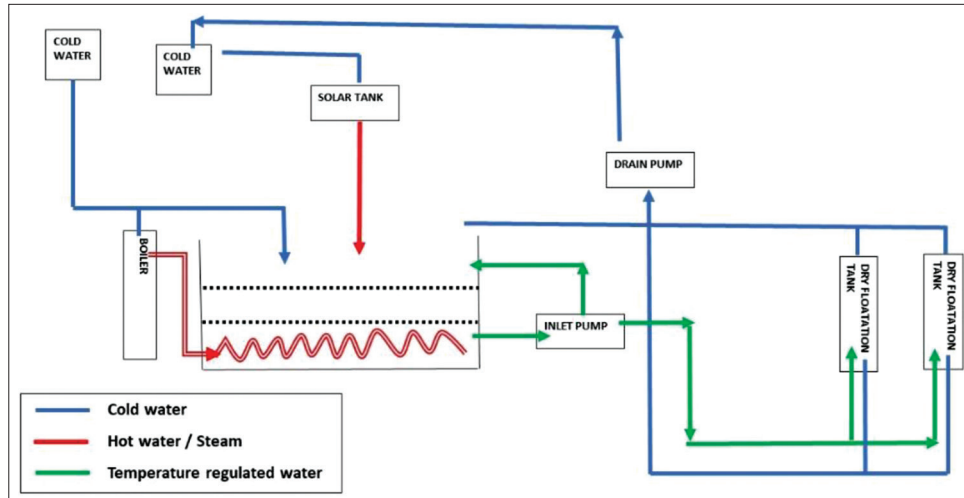 COLD
WATER
COLD
WATER
SOLAR TANK
DRAIN PUMP
BOILER
INLET PUMP
DRY FLOATATION
TANK
DRY FLOATATION
TANK
Cold water
Hot water / Steam
Temperature regulated water